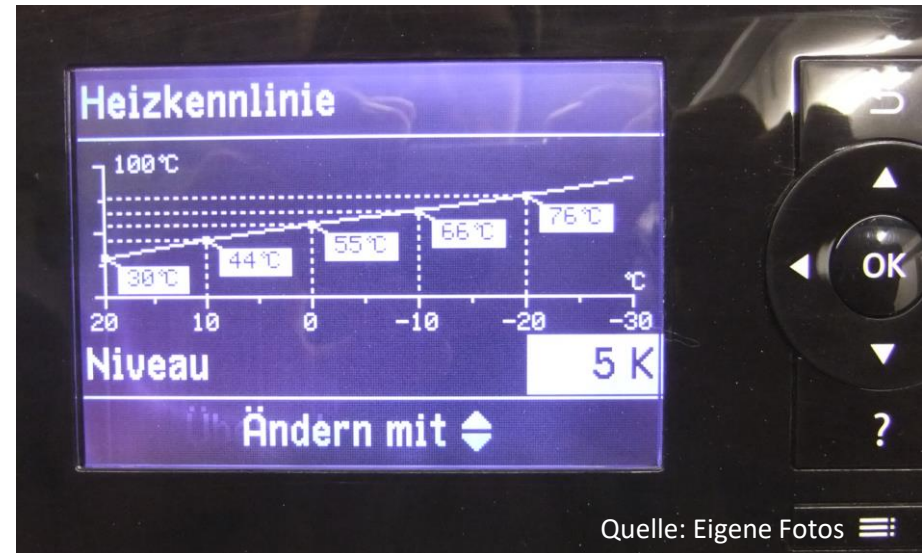 Heizkennlinie
100°C
30°C 44°C 55°C 66°C 76°C
°C
20 10 0 -10 -20 -30
Niveau 5 K
Ändern mit
OK
?
Quelle: Eigene Fotos